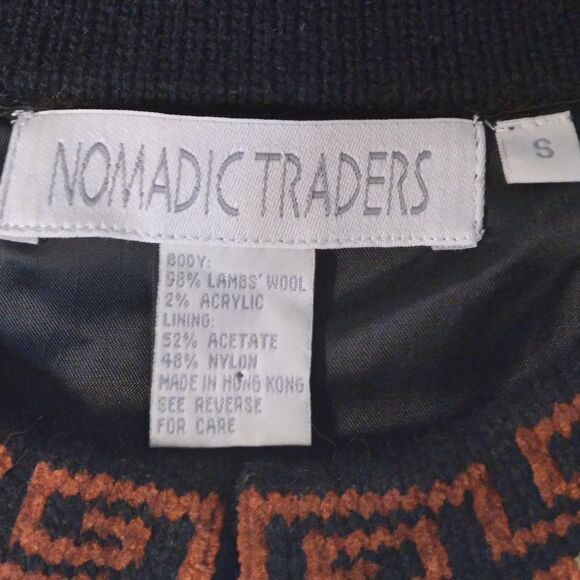 NOMADIC TRADERS
S
BODY:
98% LAMBS' WOOL
2% ACRYLIC
LINING:
52% ACETATE
48% NYLON
MADE IN HONG KONG
SEE REVERSE
FOR CARE